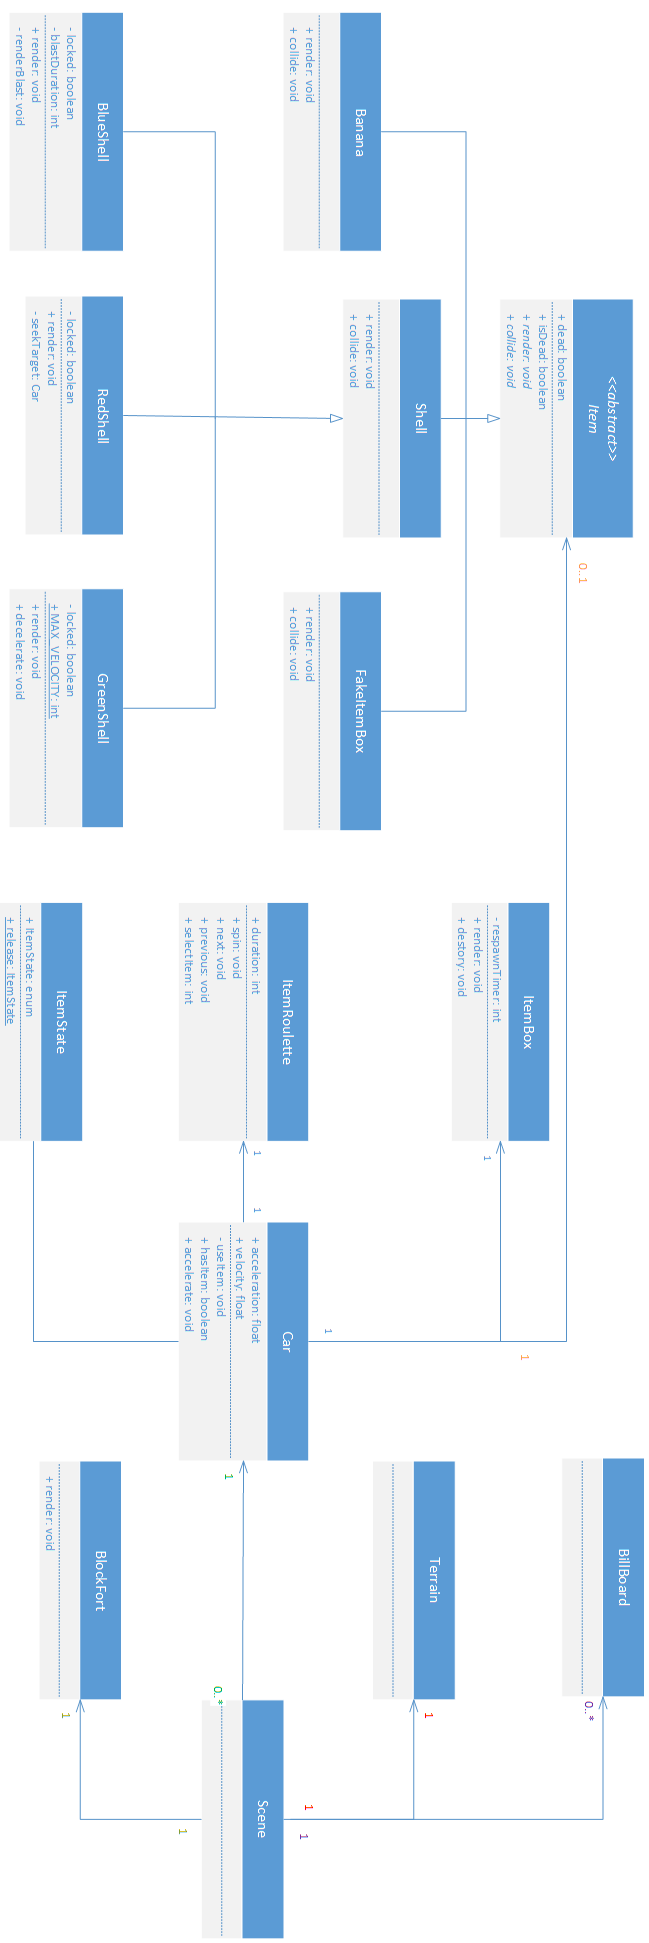 <<abstract>>
Item
+ dead: boolean
+ isDead: boolean
+ render: void
+ collide: void
0..1
BillBoard
0..*
ItemBox
- respawnTimer: int
+ render: void
+ destory: void
1
1
Shell
+ render: void
+ collide: void
Terrain
1
Banana
+ render: void
+ collide: void
FakeItemBox
+ render: void
+ collide: void
1
1
1
ItemRoulette
+ duration: int
+ spin: void
+ next: void
+ previous: void
+ selectItem: int
1
1
Car
+ acceleration: float
+ velocity: float
- useItem: void
+ hasItem: boolean
+ accelerate: void
1
0..*
Scene
1
BlueShell
- locked: boolean
- blastDuration: int
+ render: void
- renderBlast: void
RedShell
- locked: boolean
+ render: void
- seekTarget: Car
GreenShell
- locked: boolean
+ MAX_VELOCITY: int
+ render: void
+ decelerate: void
ItemState
+ ItemState: enum
+ release: ItemState
BlockFort
+ render: void
1